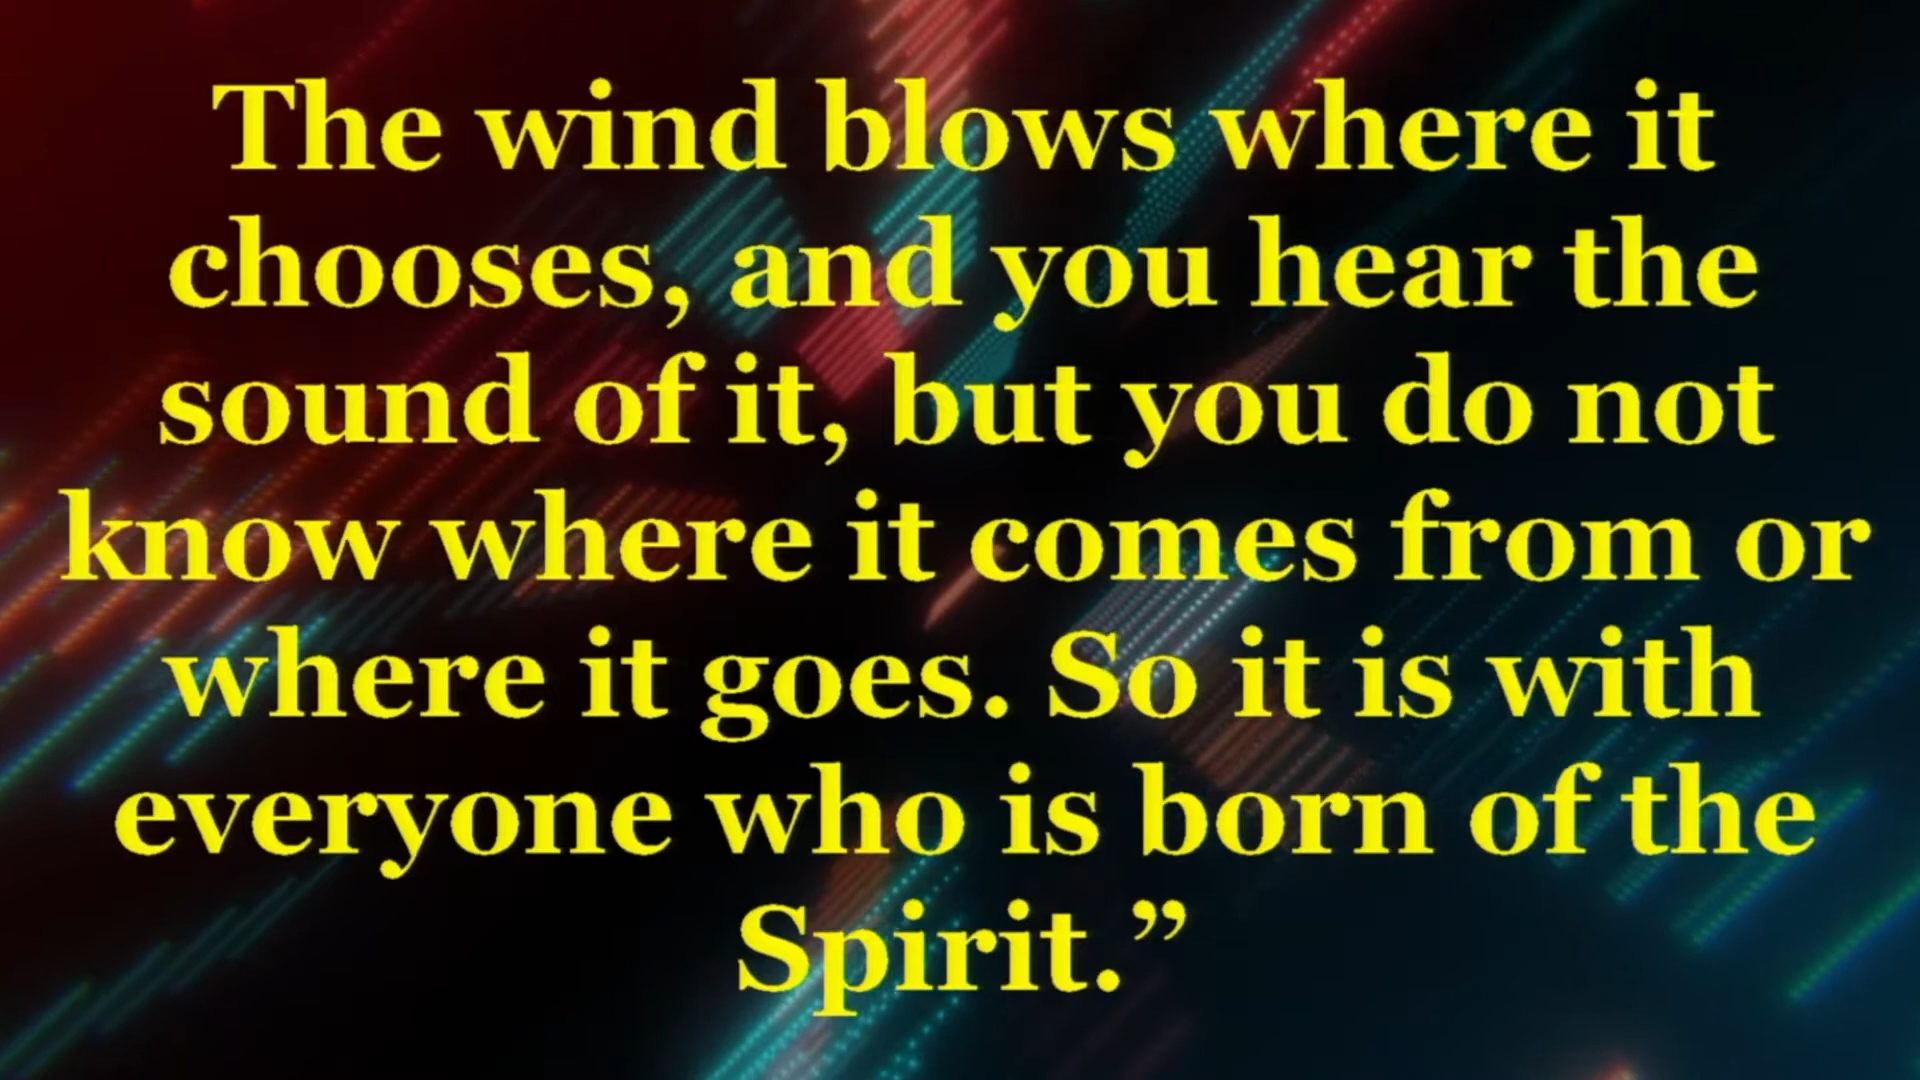 The wind blows where it
chooses, and you hear the
sound of it, but you do not
know where it comes from or
where it goes. So it is with
everyone who is born of the
Spirit.”